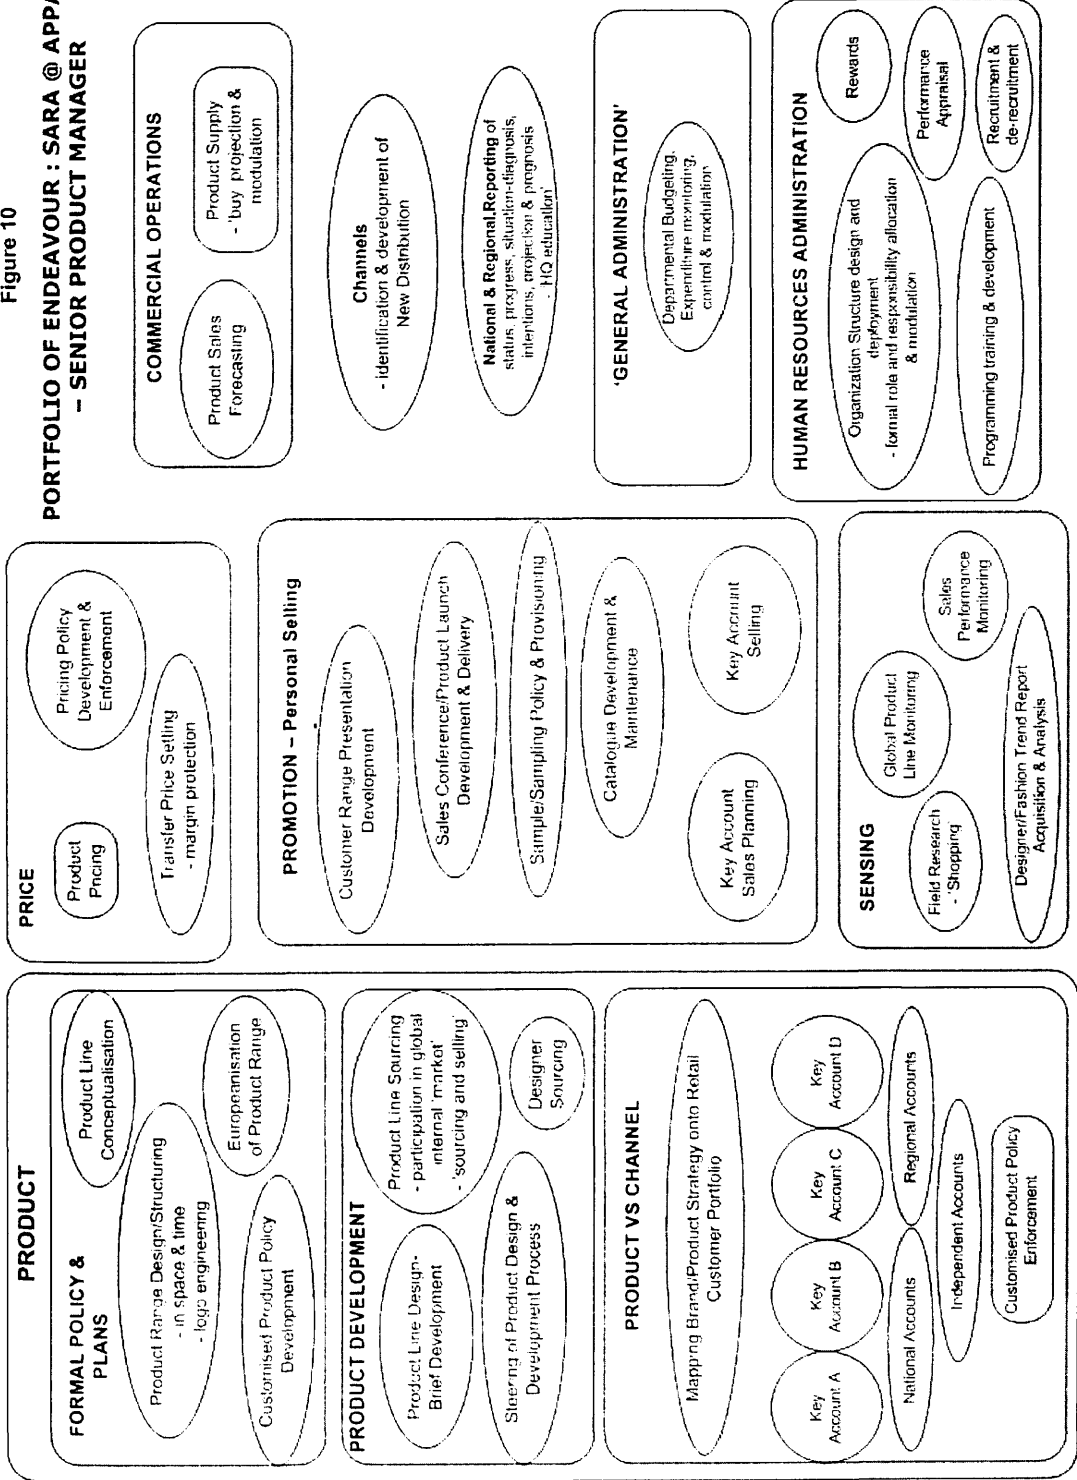 Figure 10
PORTFOLIO OF ENDEAVOUR : SARA @ APPA
– SENIOR PRODUCT MANAGER
PRODUCT
FORMAL POLICY &
PLANS
Product Line
Conceptualisation
Product Range Design/Structuring
- in space & time
- logo engineering
Europeanisation
of Product Range
Customised Product Policy
Development
PRODUCT DEVELOPMENT
Product Line Sourcing
- participation in global
internal 'market'
- 'sourcing and selling'
Product Line Design-
Brief Development
Designer
Sourcing
Steering of Product Design &
Development Process
PRODUCT VS CHANNEL
Mapping Brand/Product Strategy onto Retail
Customer Portfolio
Key
Account A
Key
Account B
Key
Account C
Key
Account D
National Accounts
Regional Accounts
Independent Accounts
Customised Product Policy
Enforcement
PRICE
Product
Pricing
Pricing Policy
Development &
Enforcement
Transfer Price Setting
- margin protection
PROMOTION – Personal Selling
Customer Range Presentation
Development
Sales Conference/Product Launch
Development & Delivery
Sample/Sampling Policy & Provisioning
Catalogue Development &
Maintenance
Key Account
Sales Planning
Key Account
Selling
SENSING
Field Research
- 'Shopping'
Global Product
Line Monitoring
Sales
Performance
Monitoring
Designer/Fashion Trend Report
Acquisition & Analysis
COMMERCIAL OPERATIONS
Product Sales
Forecasting
Product Supply
- 'buy' projection &
modulation
Channels
- identification & development of
New Distribution
National & Regional Reporting of
status, progress, situation-diagnosis,
intentions, projection & prognosis
- 'HQ education'
'GENERAL ADMINISTRATION'
Departmental Budgeting,
Expenditure monitoring,
control & modulation
HUMAN RESOURCES ADMINISTRATION
Organization Structure design and
deployment
- formal role and responsibility allocation
& modulation
Rewards
Performance
Appraisal
Programming training & development
Recruitment &
de-recruitment